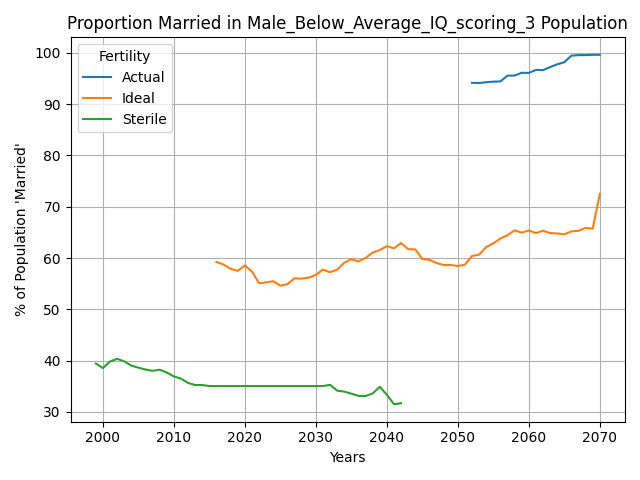 Proportion Married in Male_Below_Average_IQ_scoring_3 Population
Fertility
Actual
Ideal
Sterile
% of Population 'Married'
100
90
80
70
60
50
40
30
2000 2010 2020 2030 2040 2050 2060 2070
Years